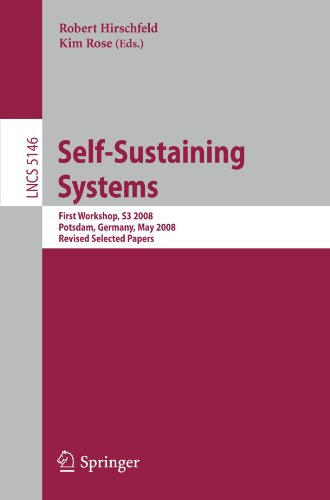 Robert Hirschfeld
Kim Rose (Eds.)
LNCS 5146
Self-Sustaining
Systems
First Workshop, S3 2008
Potsdam, Germany, May 2008
Revised Selected Papers
Springer